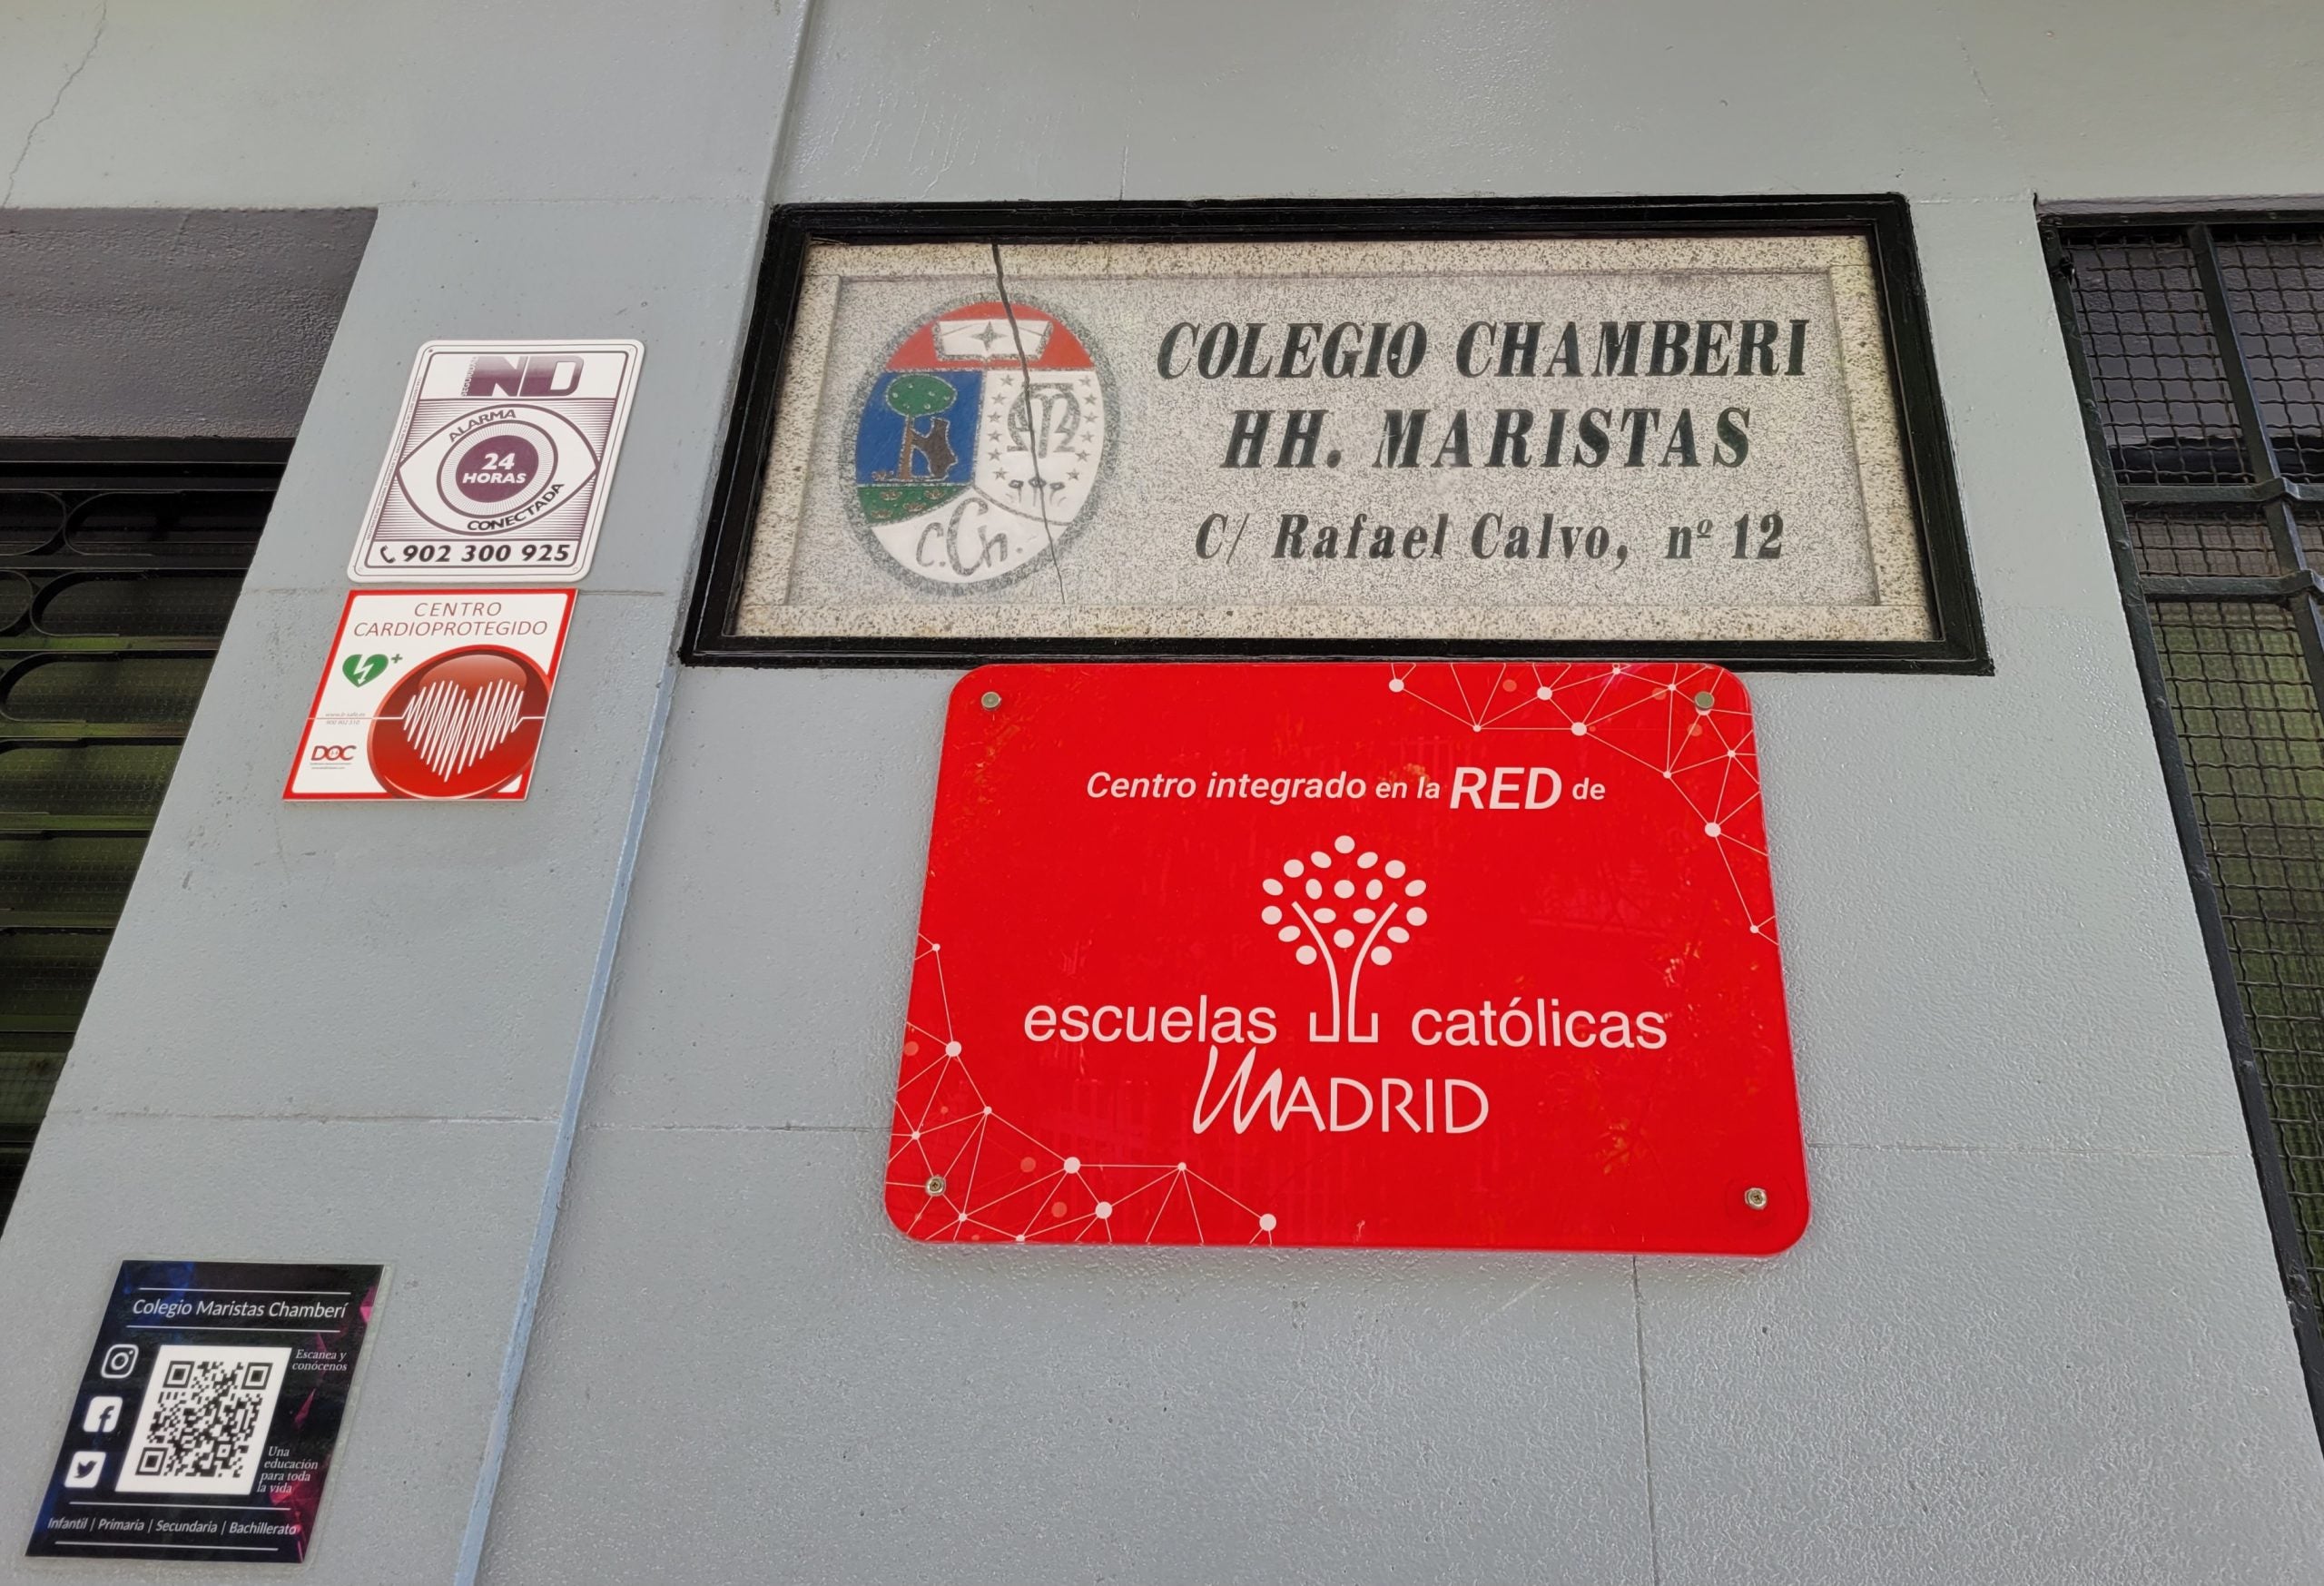 COLEGIO CHAMBERI
HH. MARISTAS
C/ Rafael Calvo, nº 12
C.Ch.
ND
ALARMA
24
HORAS
CONECTADA
902 300 925
CENTRO
CARDIOPROTEGIDO
DOC
Centro integrado en la RED de
escuelas católicas
MADRID
Colegio Maristas Chamberí
Escanea y
conócenos
Una
educación
para toda
la vida
Infantil | Primaria | Secundaria | Bachillerato